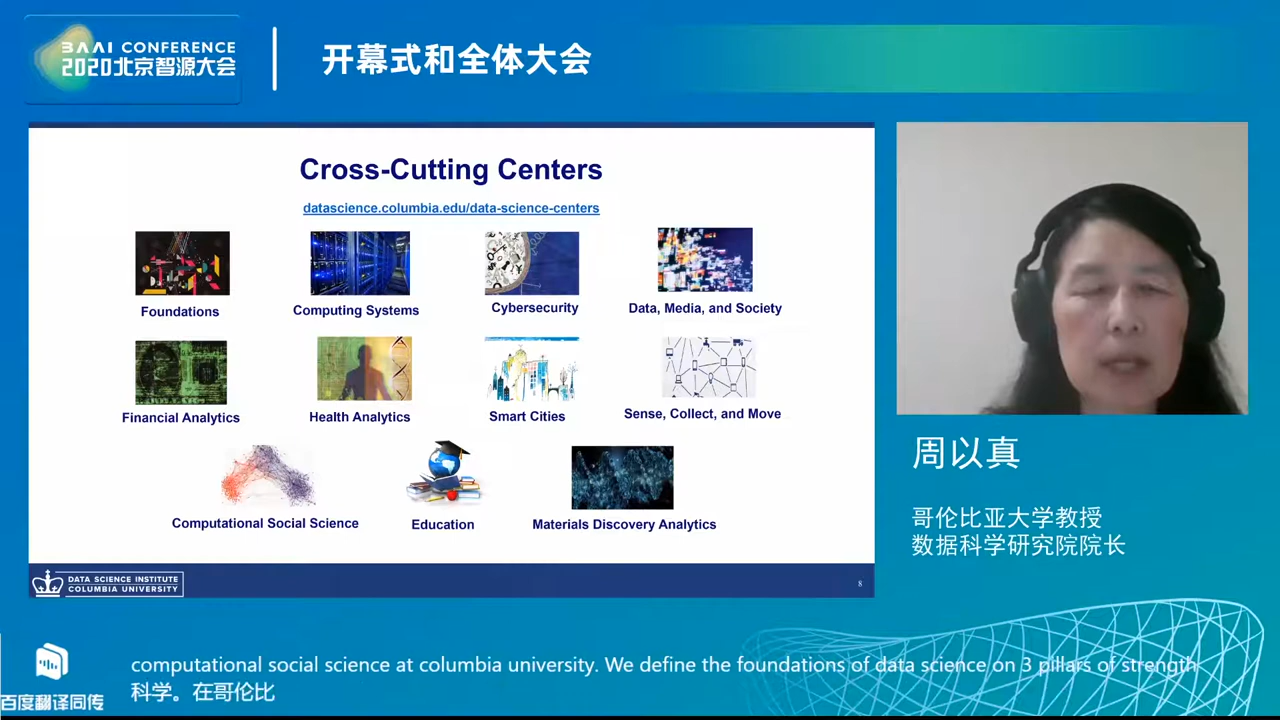 BAAI CONFERENCE
2020北京智源大会
开幕式和全体大会
Cross-Cutting Centers
datascience.columbia.edu/data-science-centers
Foundations
Computing Systems
Cybersecurity
Data, Media, and Society
Financial Analytics
Health Analytics
Smart Cities
Sense, Collect, and Move
Computational Social Science
Education
Materials Discovery Analytics
DATA SCIENCE INSTITUTE
COLUMBIA UNIVERSITY
8
周以真
哥伦比亚大学教授
数据科学研究院院长
百度翻译同传
computational social science at columbia university. We define the foundations of data science on 3 pillars of strength
科学。在哥伦比